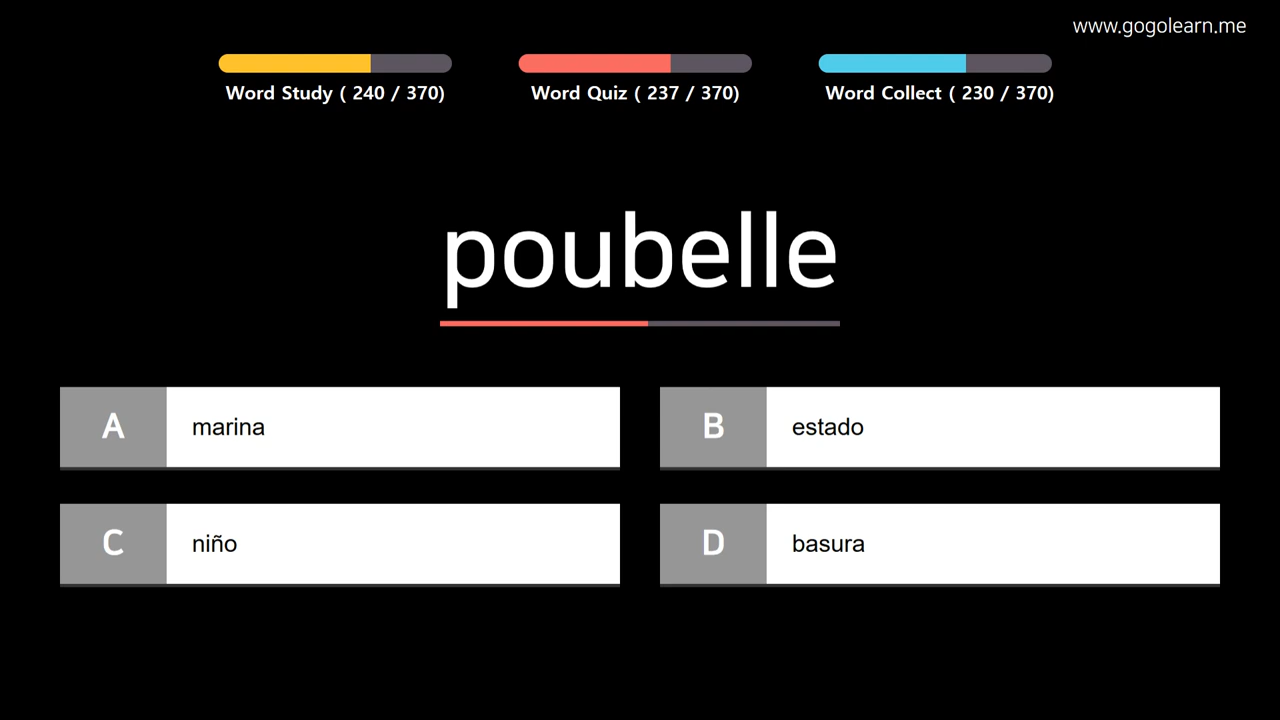 www.gogolearn.me
Word Study ( 240 / 370)
Word Quiz ( 237 / 370)
Word Collect ( 230 / 370)
poubelle
A marina
B estado
C niño
D basura